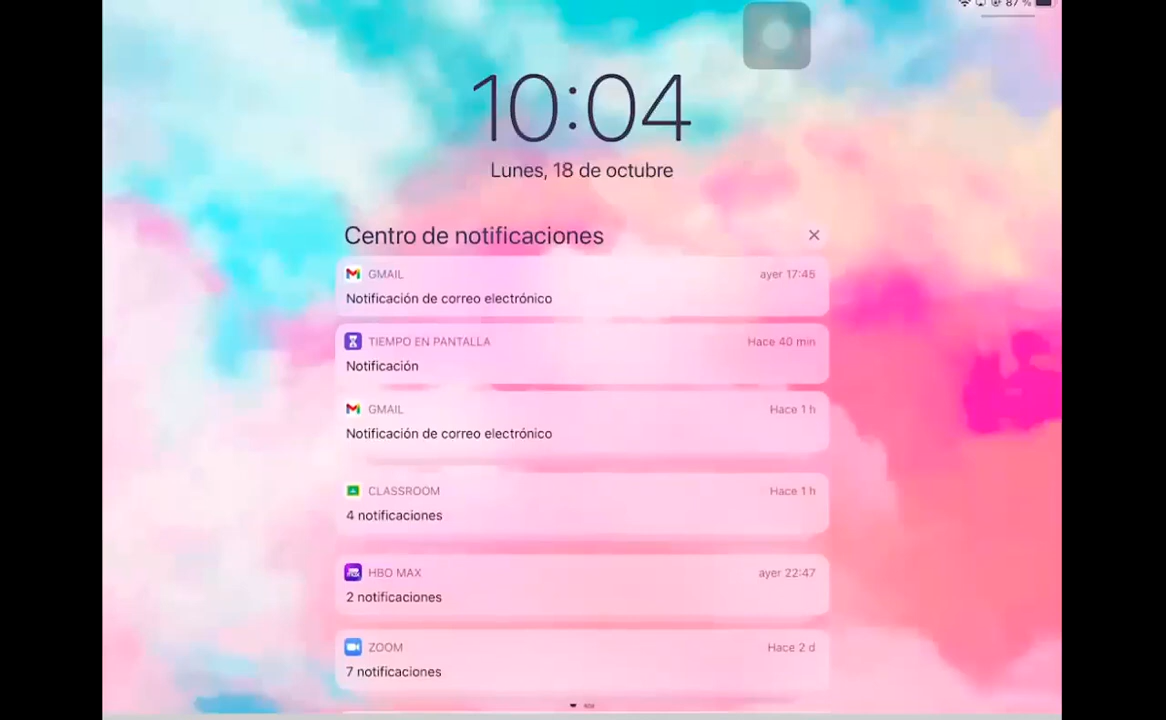 87 %
10:04
Lunes, 18 de octubre
Centro de notificaciones
GMAIL ayer 17:45
Notificación de correo electrónico
TIEMPO EN PANTALLA Hace 40 min
Notificación
GMAIL Hace 1 h
Notificación de correo electrónico
CLASSROOM Hace 1 h
4 notificaciones
HBO MAX ayer 22:47
2 notificaciones
ZOOM Hace 2 d
7 notificaciones